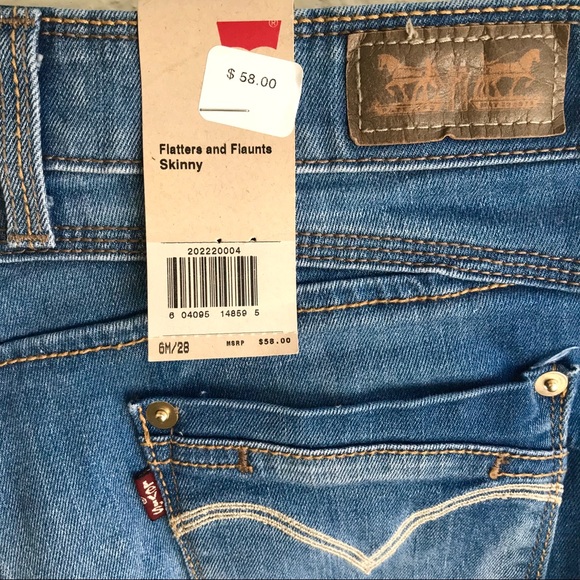 ®
$ 58.00
Flatters and Flaunts
Skinny
202220004
6 04095 14859 5
6M/28 MSRP $58.00
Levi's